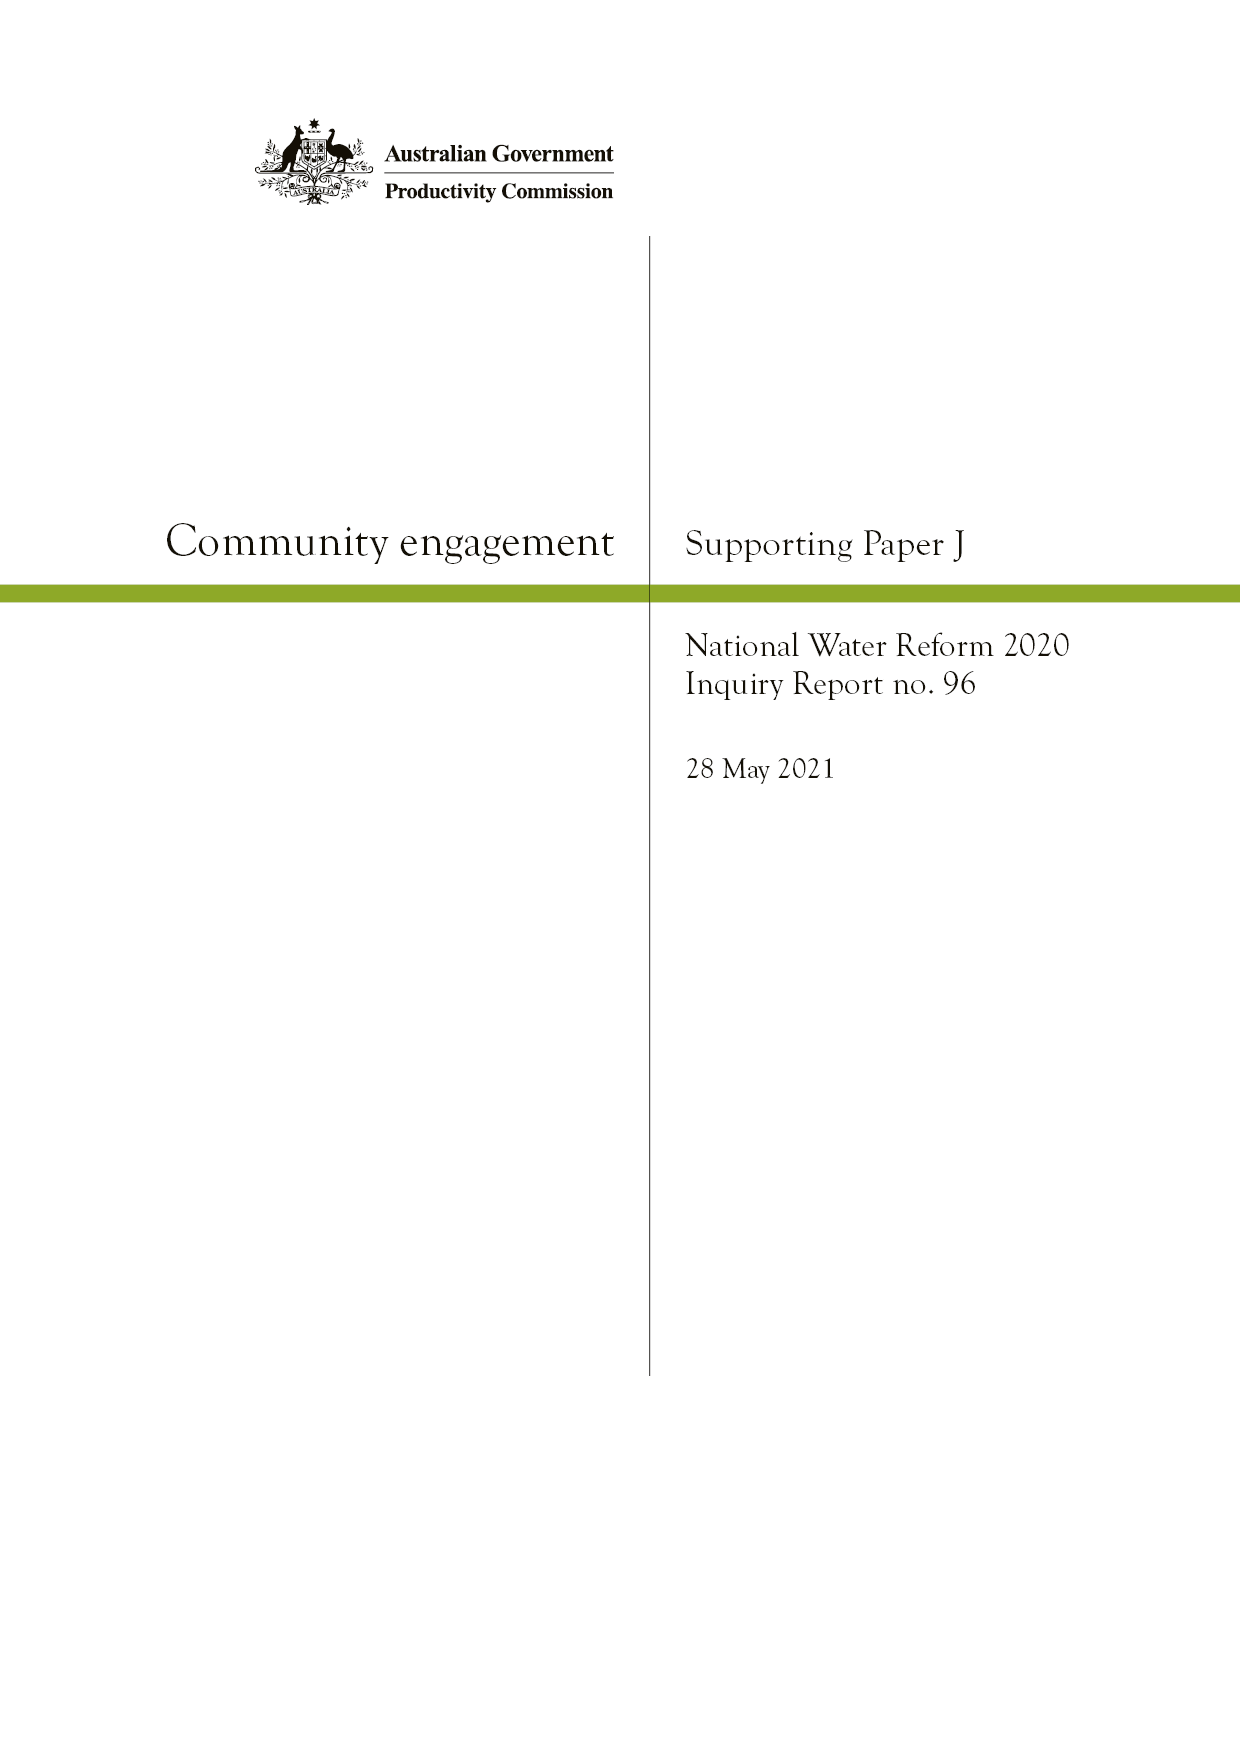 AUSTRALIA
Australian Government
Productivity Commission
Community engagement
Supporting Paper J
National Water Reform 2020
Inquiry Report no. 96
28 May 2021